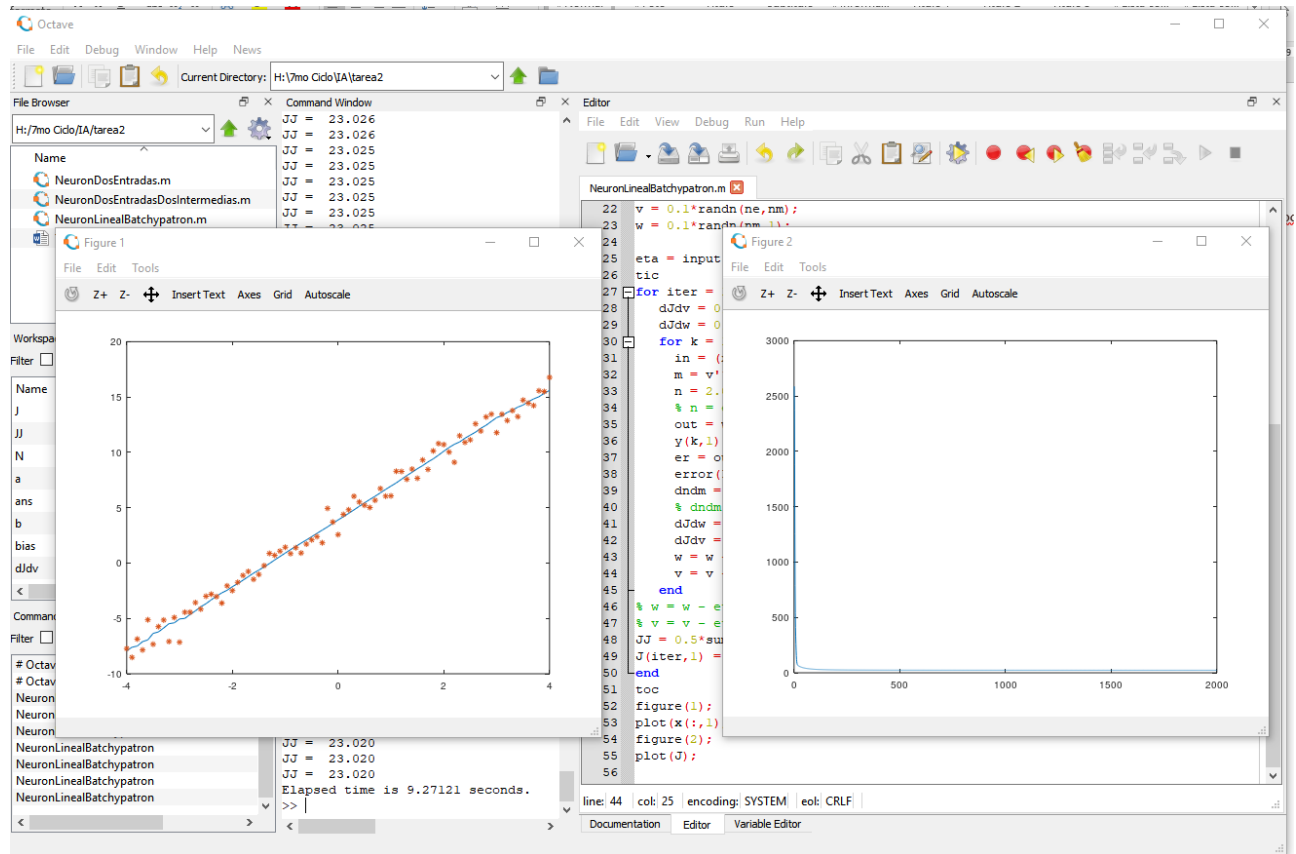 Octave
File Edit Debug Window Help News
Current Directory: H:\7mo Ciclo\IA\tarea2
File Browser
H:/7mo Ciclo/IA/tarea2
Name
NeuronDosEntradas.m
NeuronDosEntradasDosIntermedias.m
NeuronLinealBatchypatron.m
Command Window
JJ = 23.026
JJ = 23.026
JJ = 23.025
JJ = 23.025
JJ = 23.025
JJ = 23.025
JJ = 23.025
JJ = 23.025
Editor
File Edit View Debug Run Help
NeuronLinealBatchypatron.m
22 v = 0.1*randn(ne,nm);
23 w = 0.1*randn(nm,1);
24
25 eta = input
26 tic
27 for iter =
28 dJdv = 0
29 dJdw = 0
30 for k =
31 in = (
32 m = v'
33 n = 2.
34 % n =
35 out =
36 y(k,1)
37 er = o
38 error(
39 dndm =
40 % dndm
41 dJdw =
42 dJdv =
43 w = w
44 v = v
45 end
46 % w = w - e
47 % v = v - e
48 JJ = 0.5*su
49 J(iter,1) =
50 end
51 toc
52 figure(1);
53 plot(x(:,1)
54 figure(2);
55 plot(J);
56
line: 44 col: 25 encoding: SYSTEM eol: CRLF
Documentation Editor Variable Editor
Figure 1
File Edit Tools
Z+ Z- Insert Text Axes Grid Autoscale
20
15
10
5
0
-5
-10
-4 -2 0 2 4
Figure 2
File Edit Tools
Z+ Z- Insert Text Axes Grid Autoscale
3000
2500
2000
1500
1000
500
0
0 500 1000 1500 2000
Workspa
Filter
Name
J
JJ
N
a
ans
b
bias
dJdv
Comman
Filter
# Octav
# Octav
Neuron
Neuron
Neuron
NeuronLinealBatchypatron
NeuronLinealBatchypatron
NeuronLinealBatchypatron
NeuronLinealBatchypatron
JJ = 23.020
JJ = 23.020
JJ = 23.020
Elapsed time is 9.27121 seconds.
>>